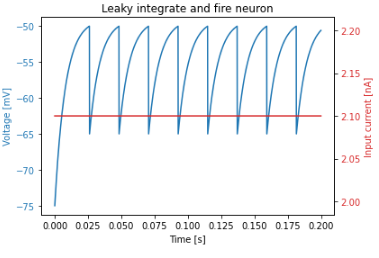 Leaky integrate and fire neuron
Voltage [mV]
−50
−55
−60
−65
−70
−75
2.20
2.15
2.10
2.05
2.00
Input current [nA]
0.000 0.025 0.050 0.075 0.100 0.125 0.150 0.175 0.200
Time [s]